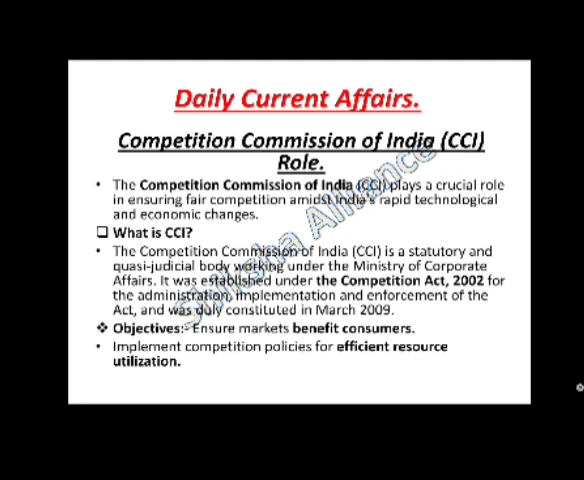 Daily Current Affairs.
Competition Commission of India (CCI)
Role.
• The Competition Commission of India (CCI) plays a crucial role
in ensuring fair competition amidst India's rapid technological
and economic changes.
❑ What is CCI?
• The Competition Commission of India (CCI) is a statutory and
quasi-judicial body working under the Ministry of Corporate
Affairs. It was established under the Competition Act, 2002 for
the administration, implementation and enforcement of the
Act, and was duly constituted in March 2009.
❖ Objectives:- Ensure markets benefit consumers.
• Implement competition policies for efficient resource
utilization.
Shiksha Alliance